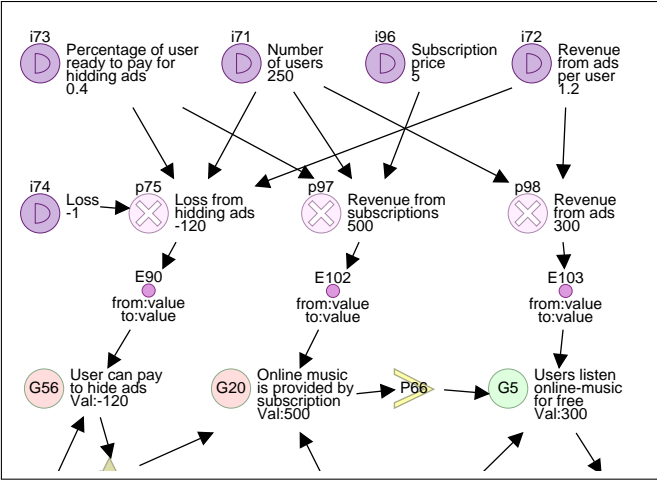 i73
Percentage of user
ready to pay for
hidding ads
0.4
i71
Number
of users
250
i96
Subscription
price
5
i72
Revenue
from ads
per user
1.2
i74
Loss
-1
p75
Loss from
hidding ads
-120
p97
Revenue from
subscriptions
500
p98
Revenue
from ads
300
E90
from:value
to:value
E102
from:value
to:value
E103
from:value
to:value
G56
User can pay
to hide ads
Val:-120
G20
Online music
is provided by
subscription
Val:500
P66
G5
Users listen
online-music
for free
Val:300